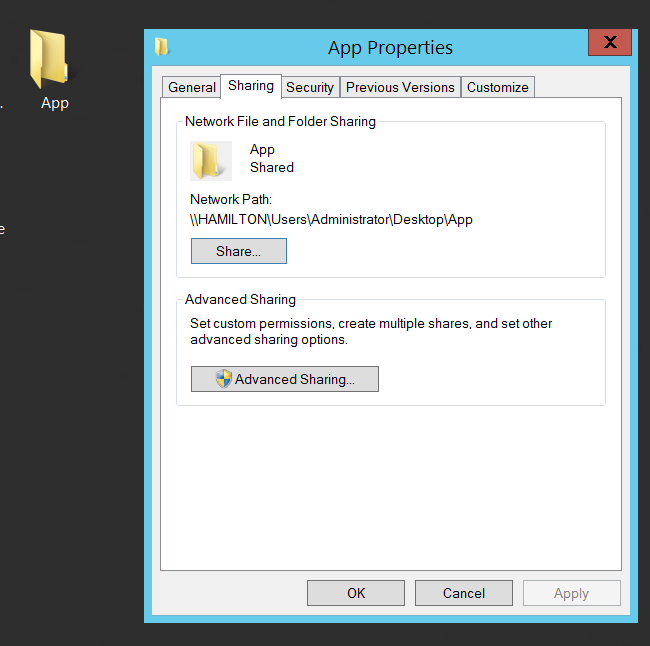 App
.
e
App Properties
X
General Sharing Security Previous Versions Customize
Network File and Folder Sharing
App
Shared
Network Path:
\\HAMILTON\Users\Administrator\Desktop\App
Share...
Advanced Sharing
Set custom permissions, create multiple shares, and set other
advanced sharing options.
Advanced Sharing...
OK Cancel Apply